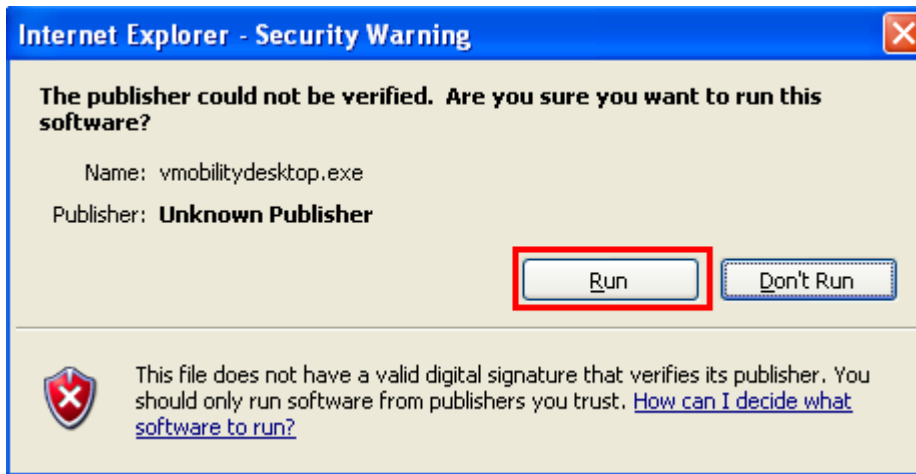 Internet Explorer - Security Warning
The publisher could not be verified. Are you sure you want to run this
software?
Name: vmobilitydesktop.exe
Publisher: Unknown Publisher
Run Don't Run
This file does not have a valid digital signature that verifies its publisher. You
should only run software from publishers you trust. How can I decide what
software to run?